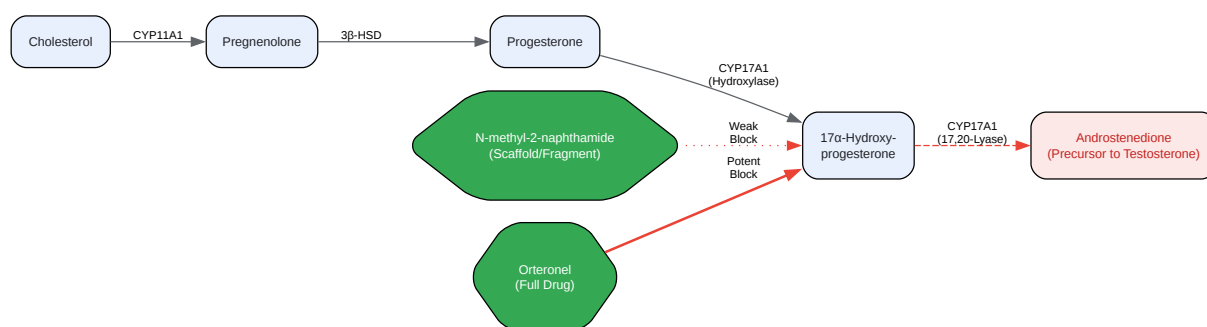 Cholesterol
CYP11A1
Pregnenolone
3β-HSD
Progesterone
CYP17A1
(Hydroxylase)
N-methyl-2-naphthamide
(Scaffold/Fragment)
Weak
Block
Potent
Block
17α-Hydroxy-
progesterone
CYP17A1
(17,20-Lyase)
Androstenedione
(Precursor to Testosterone)
Orteronel
(Full Drug)